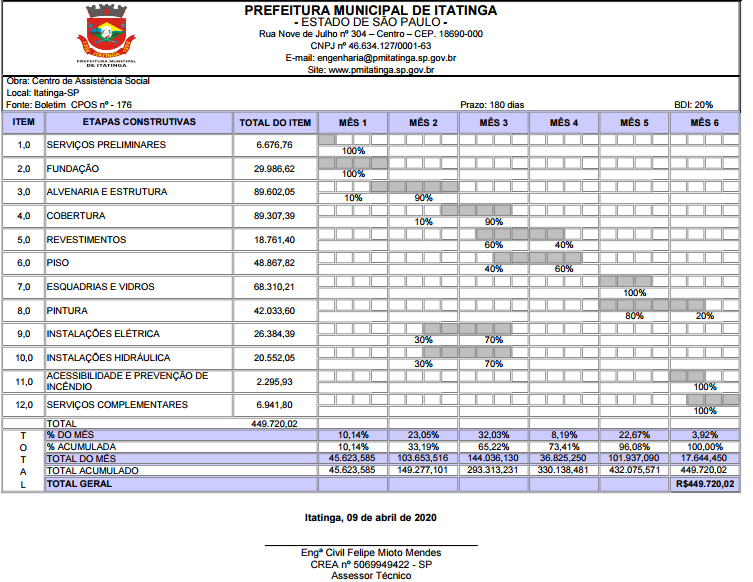 PREFEITURA MUNICIPAL DE ITATINGA
- ESTADO DE SÃO PAULO -
Rua Nove de Julho nº 304 – Centro – CEP. 18690-000
CNPJ nº 46.634.127/0001-63
E-mail: engenharia@pmitatinga.sp.gov.br
Site: www.pmitatinga.sp.gov.br
ITATINGA
PREFEITURA MUNICIPAL
DE ITATINGA
Obra: Centro de Assistência Social
Local: Itatinga-SP
Fonte: Boletim CPOS nº - 176 Prazo: 180 dias BDI: 20%
ITEM ETAPAS CONSTRUTIVAS TOTAL DO ITEM MÊS 1 MÊS 2 MÊS 3 MÊS 4 MÊS 5 MÊS 6
1,0 SERVIÇOS PRELIMINARES 6.676,76
100%
2,0 FUNDAÇÃO 29.986,62
100%
3,0 ALVENARIA E ESTRUTURA 89.602,05
10% 90%
4,0 COBERTURA 89.307,39
10% 90%
5,0 REVESTIMENTOS 18.761,40
60% 40%
6,0 PISO 48.867,82
40% 60%
7,0 ESQUADRIAS E VIDROS 68.310,21
100%
8,0 PINTURA 42.033,60
80% 20%
9,0 INSTALAÇÕES ELÉTRICA 26.384,39
30% 70%
10,0 INSTALAÇÕES HIDRÁULICA 20.552,05
30% 70%
11,0 ACESSIBILIDADE E PREVENÇÃO DE INCÊNDIO 2.295,93
100%
12,0 SERVIÇOS COMPLEMENTARES 6.941,80
100%
TOTAL 449.720,02
T % DO MÊS 10,14% 23,05% 32,03% 8,19% 22,67% 3,92%
O % ACUMULADA 10,14% 33,19% 65,22% 73,41% 96,08% 100,00%
T TOTAL DO MÊS 45.623,585 103.653,516 144.036,130 36.825,250 101.937,090 17.644,450
A TOTAL ACUMULADO 45.623,585 149.277,101 293.313,231 330.138,481 432.075,571 449.720,02
L TOTAL GERAL R$449.720,02
Itatinga, 09 de abril de 2020
Engª Civil Felipe Mioto Mendes
CREA nº 5069949422 - SP
Assessor Técnico